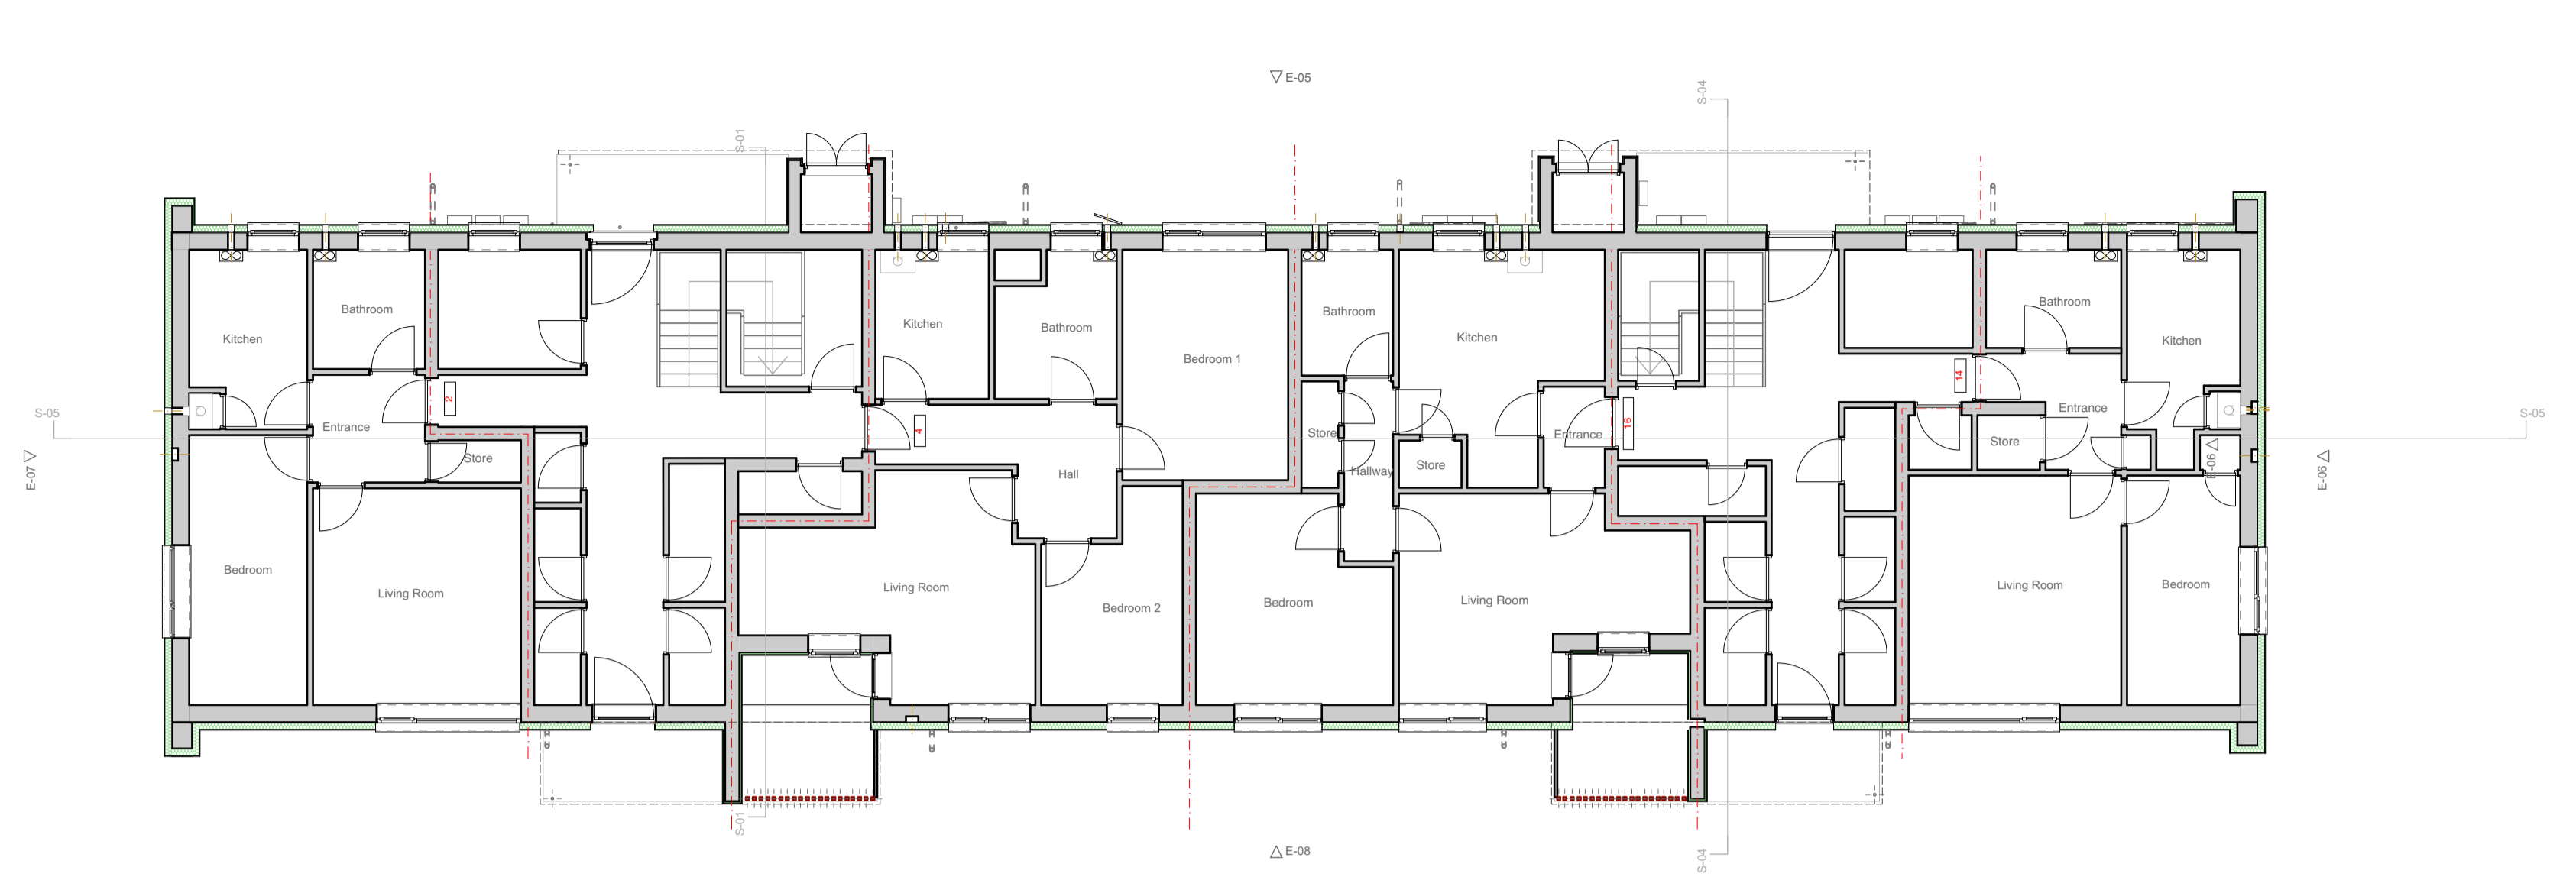 E-05
S-04
S-01
Bathroom
Kitchen
Bathroom
Kitchen
Bathroom
Bedroom 1
Bathroom
Kitchen
Bathroom
Kitchen
2
4
16
14
S-05
Entrance
Store
Hall
Store
Hallway
Store
Entrance
Store
Entrance
S-05
E-07
E-06
E-06
Bedroom
Living Room
Living Room
Bedroom 2
Bedroom
Living Room
Living Room
Bedroom
S-01
E-08
S-04